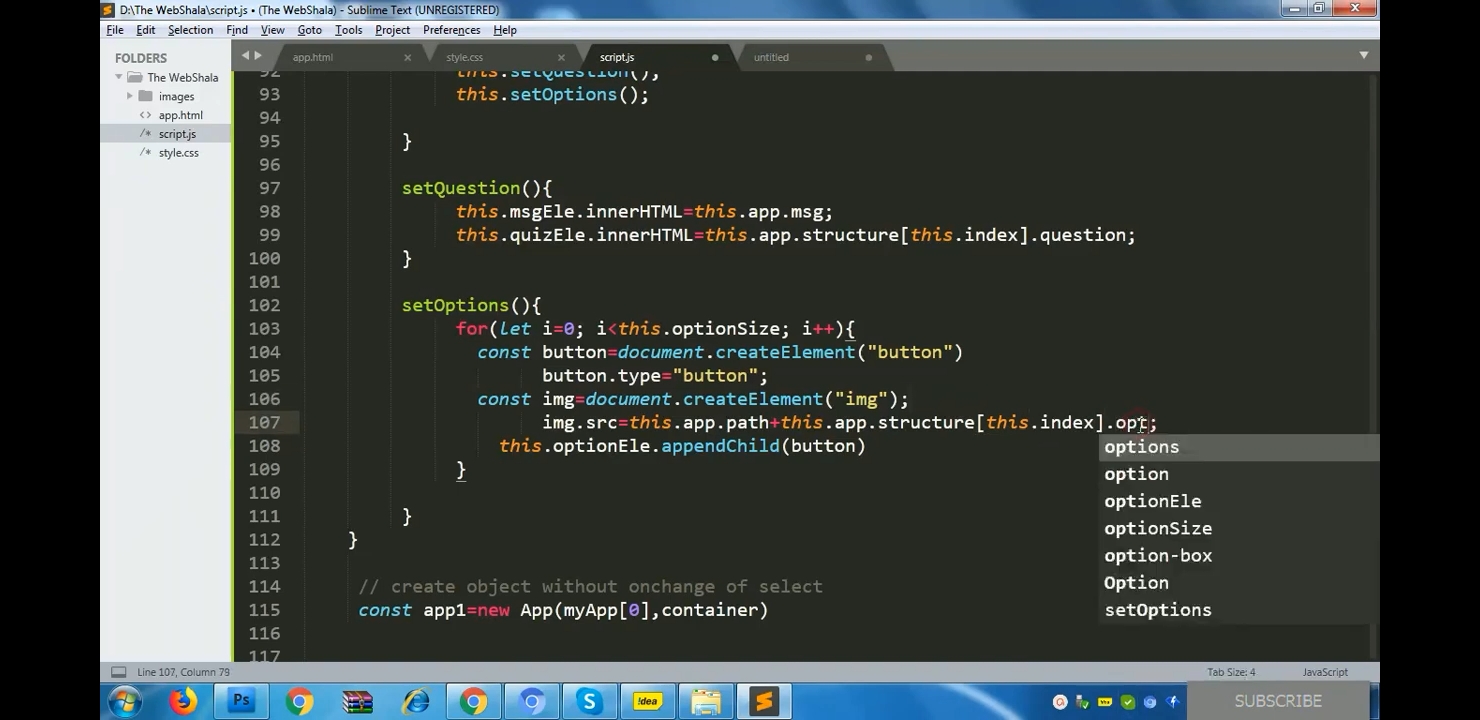 D:\The WebShala\script.js • (The WebShala) - Sublime Text (UNREGISTERED)
File Edit Selection Find View Goto Tools Project Preferences Help
FOLDERS
The WebShala
images
app.html
script.js
style.css
app.html × style.css × script.js untitled
92 this.setQuestion();
93 this.setOptions();
94
95 }
96
97 setQuestion(){
98 this.msgEle.innerHTML=this.app.msg;
99 this.quizEle.innerHTML=this.app.structure[this.index].question;
100 }
101
102 setOptions(){
103 for(let i=0; i<this.optionSize; i++){
104 const button=document.createElement("button")
105 button.type="button";
106 const img=document.createElement("img");
107 img.src=this.app.path+this.app.structure[this.index].opt;
108 this.optionEle.appendChild(button)
109 }
110
111 }
112 }
113
114 // create object without onchange of select
115 const app1=new App(myApp[0],container)
116
117
options
option
optionEle
optionSize
option-box
Option
setOptions
Line 107, Column 79 Tab Size: 4 JavaScript
Ps !dea SUBSCRIBE